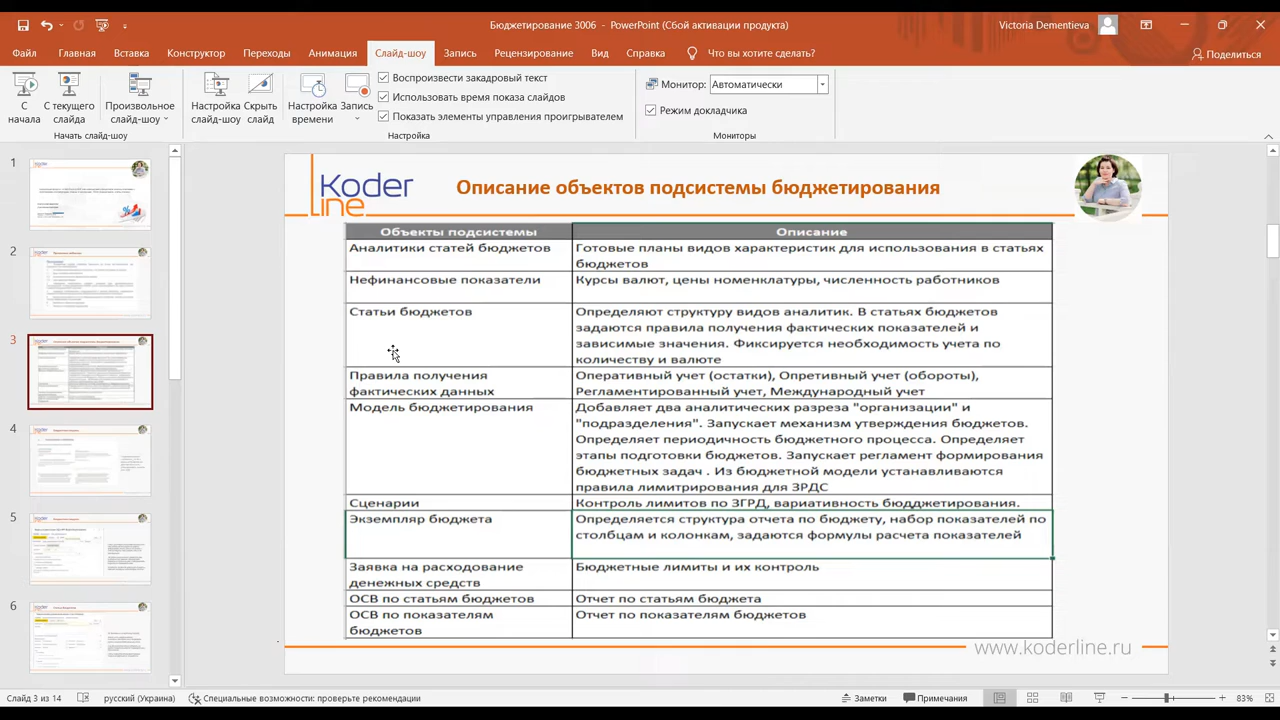 Бюджетирование 3006 - PowerPoint (Сбой активации продукта)
Victoria Dementieva
Файл Главная Вставка Конструктор Переходы Анимация Слайд-шоу Запись Рецензирование Вид Справка Что вы хотите сделать? Поделиться
С начала
С текущего слайда
Произвольное слайд-шоу
Настройка слайд-шоу
Скрыть слайд
Настройка времени
Запись
Воспроизвести закадровый текст
Использовать время показа слайдов
Показать элементы управления проигрывателем
Монитор: Автоматически
Режим докладчика
Начать слайд-шоу
Настройка
Мониторы
1
2
3
4
5
6
Koder
line
Описание объектов подсистемы бюджетирования
Объекты подсистемы
Описание
Аналитики статей бюджетов
Готовые планы видов характеристик для использования в статьях
бюджетов
Нефинансовые показатели
Курсы валют, цены номенклатуры, численность работников
Статьи бюджетов
Определяют структуру видов аналитик. В статьях бюджетов
задаются правила получения фактических показателей и
зависимые значения. Фиксируется необходимость учета по
количеству и валюте
Правила получения
фактических данных
Оперативный учет (остатки), Опретивный учет (обороты),
Регламентированный учет, Международный учет
Модель бюджетирования
Добавляет два аналитических разреза "организации" и
"подразделения". Запускает механизм утверждения бюджетов.
Определяет периодичность бюджетного процесса. Определяет
этапы подготовки бюджетов. Запускает регламент формирования
бюджетных задач . Из бюджетной модели устанавливаются
правила лимитрирования для ЗРДС
Сценарии
Контроль лимитов по ЗГРД, вариативность бюдджетирования.
Экземпляр бюджета
Определяется структура отчета по бюджету, набор показателей по
столбцам и колонкам, задаются формулы расчета показателей
Заявка на расходование
денежных средств
Бюджетные лимиты и их контроль
ОСВ по статьям бюджетов
Отчет по статьям бюджета
ОСВ по показателям
бюджетов
Отчет по показателям бюджетов
www.koderline.ru
Слайд 3 из 14
русский (Украина)
Специальные возможности: проверьте рекомендации
Заметки
Примечания
83%